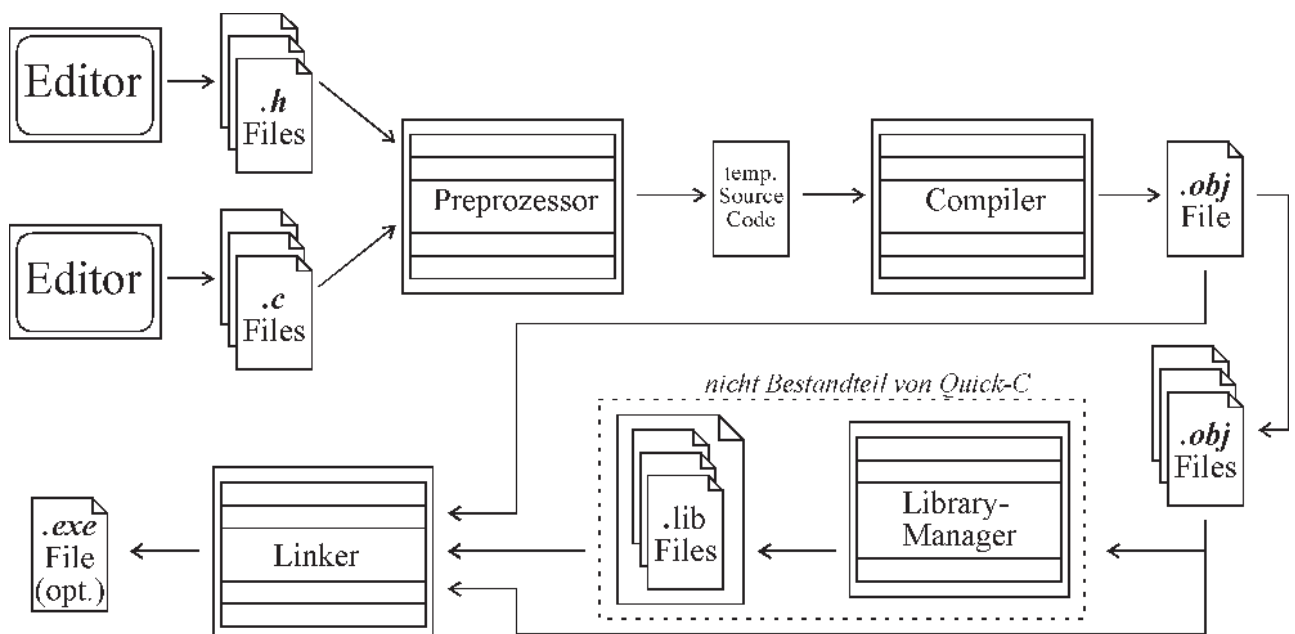 Editor
.h
Files
Editor
.c
Files
Preprozessor
temp.
Source
Code
Compiler
.obj
File
nicht Bestandteil von Quick-C
.obj
Files
Library-
Manager
.lib
Files
Linker
.exe
File
(opt.)